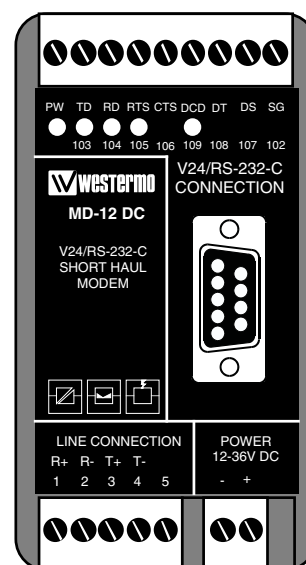 PW TD RD RTS CTS DCD DT DS SG
103 104 105 106 109 108 107 102
Westermo
MD-12 DC
V24/RS-232-C
SHORT HAUL
MODEM
V24/RS-232-C
CONNECTION
LINE CONNECTION
R+ R- T+ T-
1 2 3 4 5
POWER
12-36V DC
- +